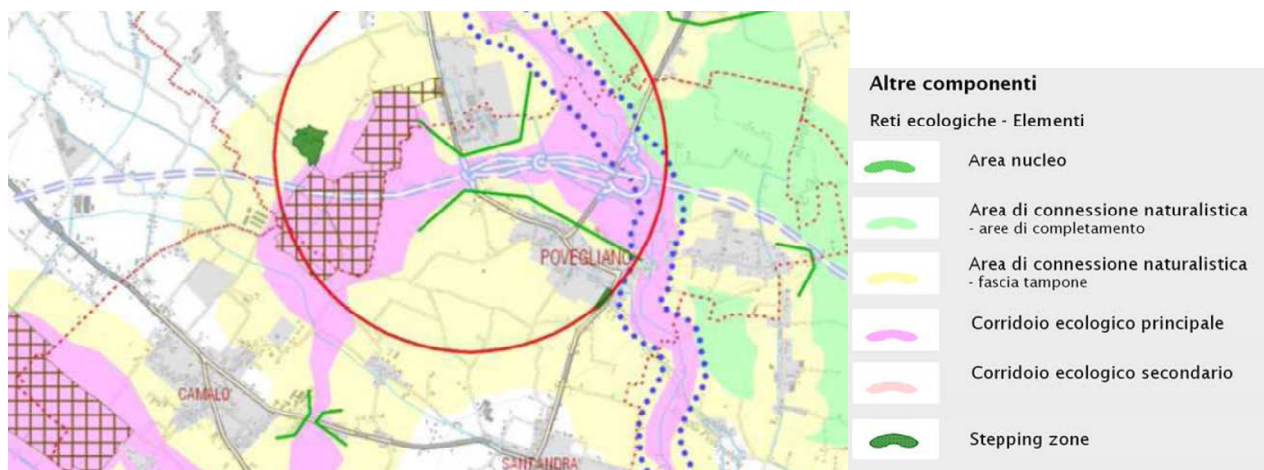 POVEGLIANO
CAMALO
SANTANDRA
Altre componenti
Reti ecologiche - Elementi
Area nucleo
Area di connessione naturalistica
- aree di completamento
Area di connessione naturalistica
- fascia tampone
Corridoio ecologico principale
Corridoio ecologico secondario
Stepping zone